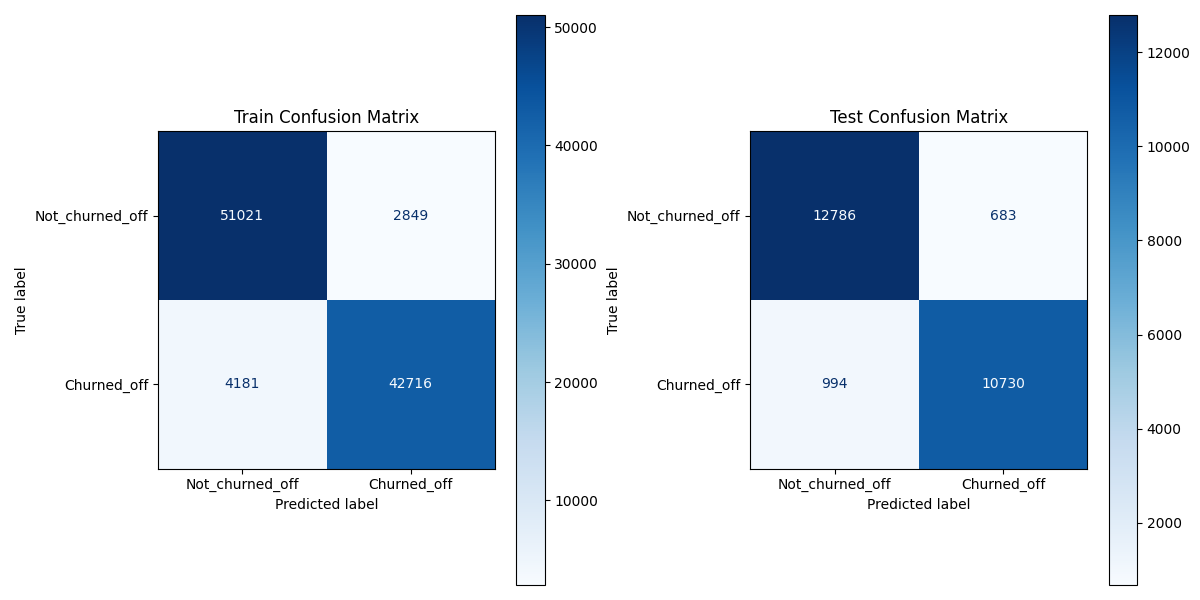 Train Confusion Matrix
Not_churned_off
Churned_off
True label
51021
2849
4181
42716
Not_churned_off
Churned_off
Predicted label
50000
40000
30000
20000
10000
Test Confusion Matrix
Not_churned_off
Churned_off
True label
12786
683
994
10730
Not_churned_off
Churned_off
Predicted label
12000
10000
8000
6000
4000
2000